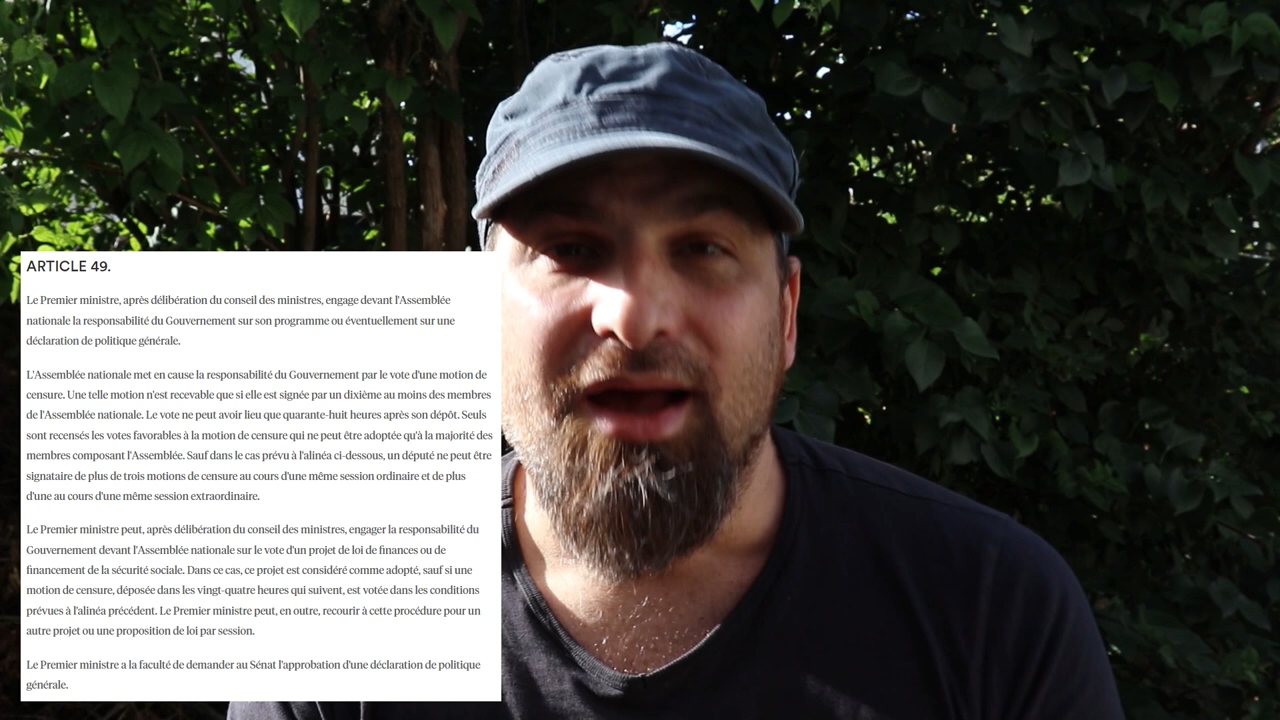 ARTICLE 49.
Le Premier ministre, après délibération du conseil des ministres, engage devant l'Assemblée
nationale la responsabilité du Gouvernement sur son programme ou éventuellement sur une
déclaration de politique générale.
L'Assemblée nationale met en cause la responsabilité du Gouvernement par le vote d'une motion de
censure. Une telle motion n'est recevable que si elle est signée par un dixième au moins des membres
de l'Assemblée nationale. Le vote ne peut avoir lieu que quarante-huit heures après son dépôt. Seuls
sont recensés les votes favorables à la motion de censure qui ne peut être adoptée qu'à la majorité des
membres composant l'Assemblée. Sauf dans le cas prévu à l'alinéa ci-dessous, un député ne peut être
signataire de plus de trois motions de censure au cours d'une même session ordinaire et de plus
d'une au cours d'une même session extraordinaire.
Le Premier ministre peut, après délibération du conseil des ministres, engager la responsabilité du
Gouvernement devant l'Assemblée nationale sur le vote d'un projet de loi de finances ou de
financement de la sécurité sociale. Dans ce cas, ce projet est considéré comme adopté, sauf si une
motion de censure, déposée dans les vingt-quatre heures qui suivent, est votée dans les conditions
prévues à l'alinéa précédent. Le Premier ministre peut, en outre, recourir à cette procédure pour un
autre projet ou une proposition de loi par session.
Le Premier ministre a la faculté de demander au Sénat l'approbation d'une déclaration de politique
générale.